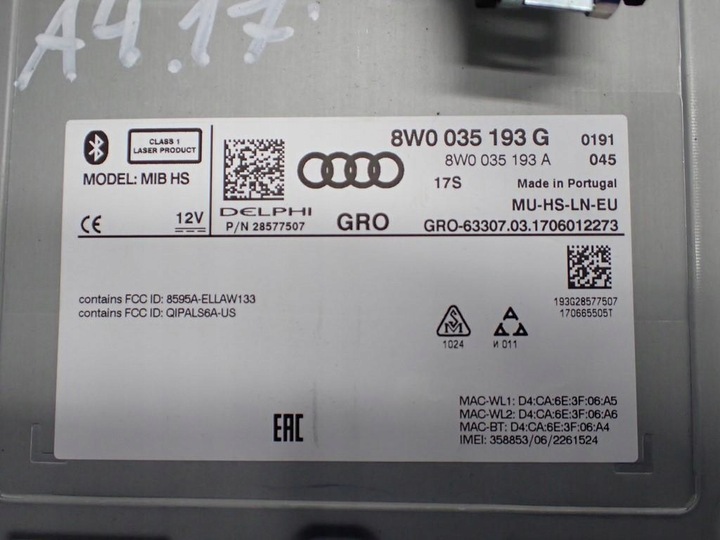 A4.17.
CLASS 1
LASER PRODUCT
MODEL: MIB HS
12V
DELPHI
P/N 28577507
GRO
8W0 035 193 G 0191
8W0 035 193 A 045
17S Made in Portugal
MU-HS-LN-EU
GRO-63307.03.1706012273
193G28577507
170665505T
contains FCC ID: 8595A-ELLAW133
contains FCC ID: QIPALS6A-US
1024
И 011
MAC-WL1: D4:CA:6E:3F:06:A5
MAC-WL2: D4:CA:6E:3F:06:A6
MAC-BT: D4:CA:6E:3F:06:A4
IMEI: 358853/06/2261524
EAC